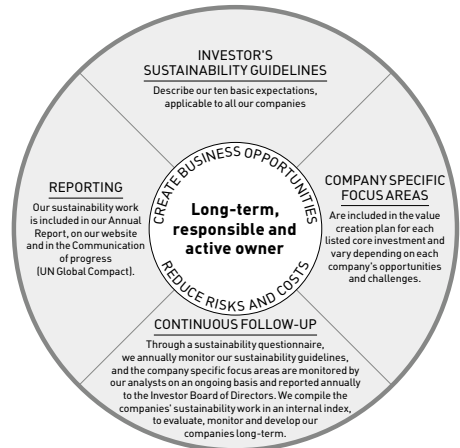 INVESTOR'S
SUSTAINABILITY GUIDELINES
Describe our ten basic expectations,
applicable to all our companies
COMPANY SPECIFIC
FOCUS AREAS
Are included in the value
creation plan for each
listed core investment and
vary depending on each
company's opportunities
and challenges.
CONTINUOUS FOLLOW-UP
Through a sustainability questionnaire,
we annually monitor our sustainability guidelines,
and the company specific focus areas are monitored by
our analysts on an ongoing basis and reported annually
to the Investor Board of Directors. We compile the
companies' sustainability work in an internal index,
to evaluate, monitor and develop our
companies long-term.
REPORTING
Our sustainability work
is included in our Annual
Report, on our website
and in the Communication
of progress
(UN Global Compact).
CREATE BUSINESS OPPORTUNITIES
Long-term,
responsible and
active owner
REDUCE RISKS AND COSTS